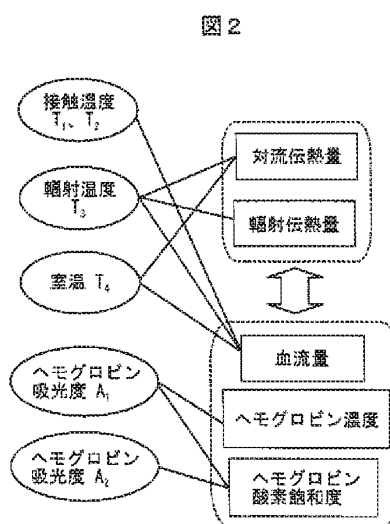 図2
接触温度
T₁、T₂
輻射温度
T₃
室温 T₄
ヘモグロビン
吸光度 A₁
ヘモグロビン
吸光度 A₂
対流伝熱量
輻射伝熱量
血流量
ヘモグロビン濃度
ヘモグロビン
酸素飽和度